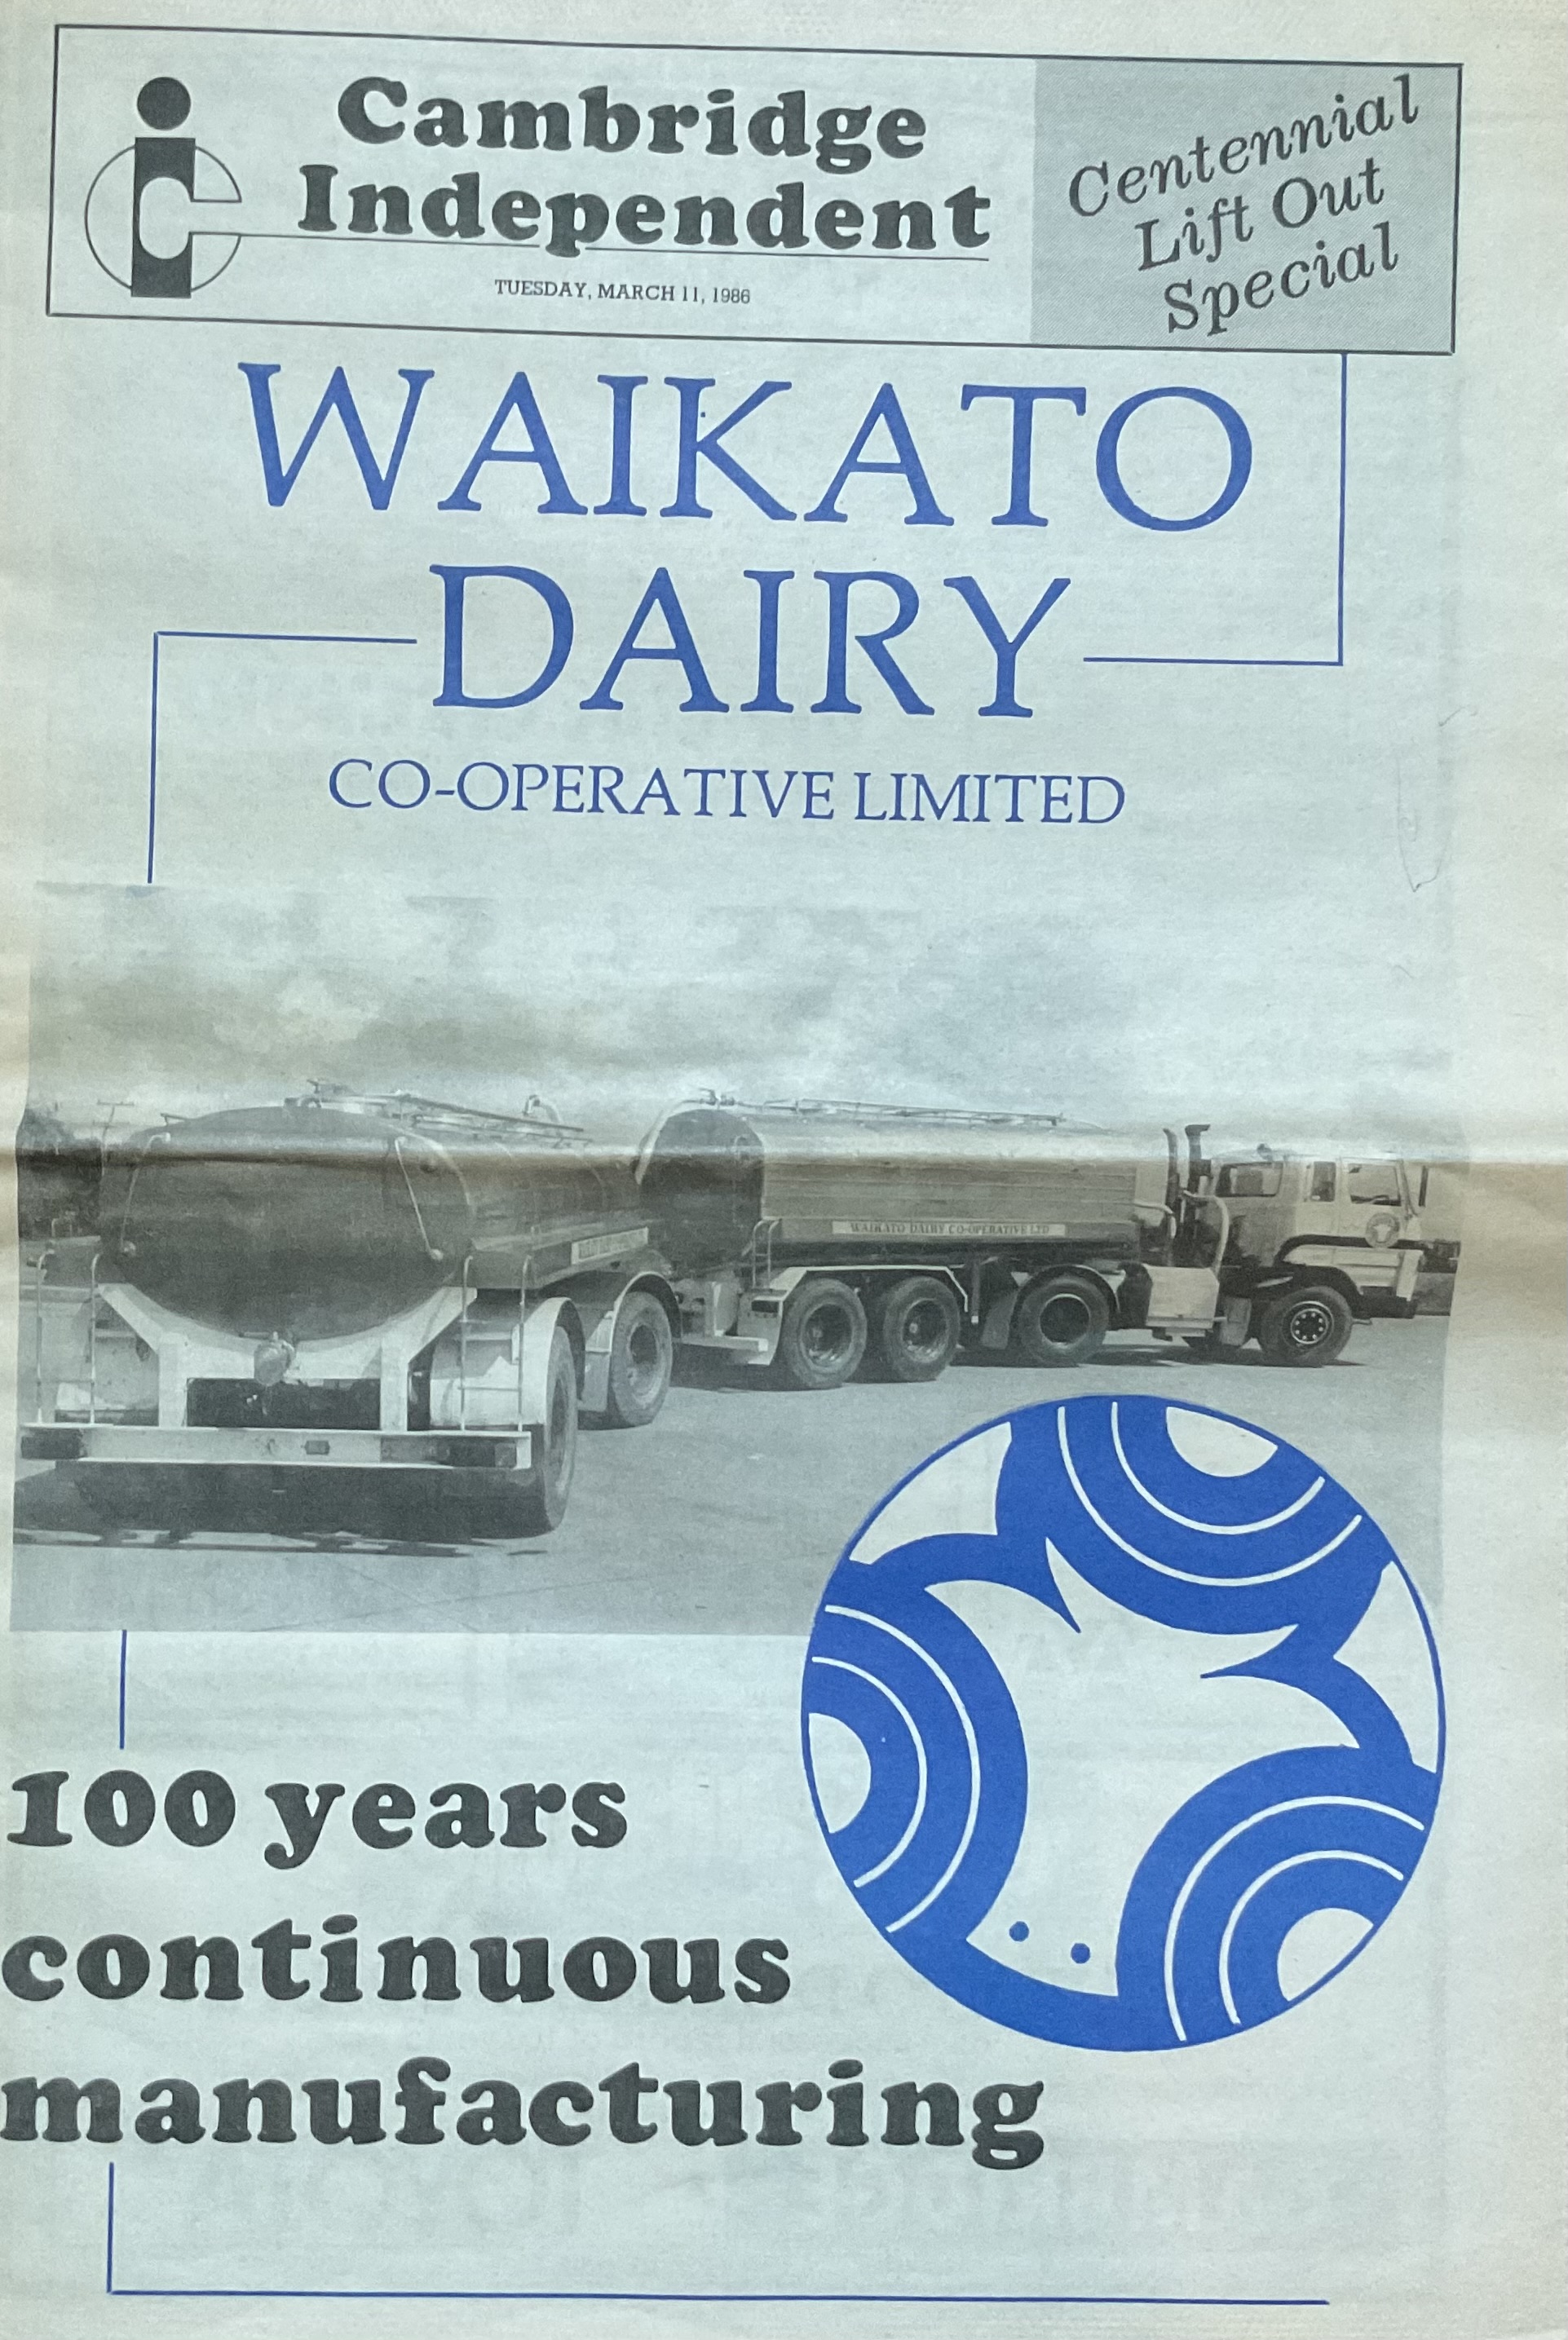 Cambridge
Independent
TUESDAY, MARCH 11, 1986
Centennial
Lift Out
Special
WAIKATO
DAIRY
CO-OPERATIVE LIMITED
WAIKATO DAIRY CO-OPERATIVE LTD
100 years
continuous
manufacturing